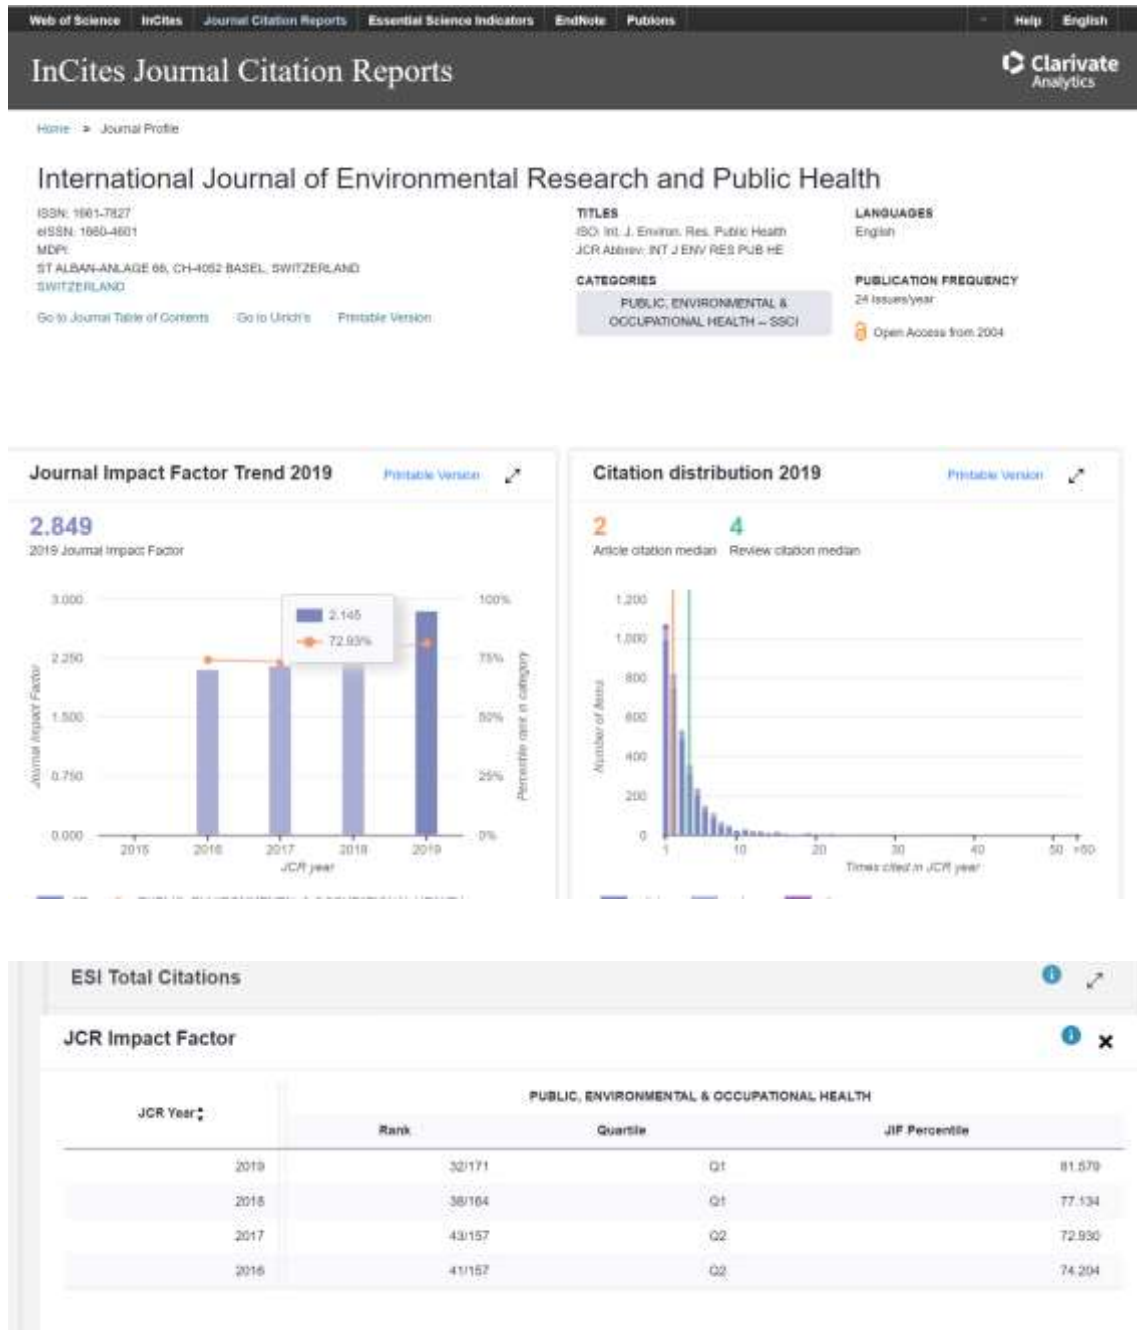 Web of Science InCites Journal Citation Reports Essential Science Indicators EndNote Publons Help English
InCites Journal Citation Reports
Clarivate
Analytics
Home > Journal Profile
International Journal of Environmental Research and Public Health
ISSN: 1661-7827
eISSN: 1660-4601
MDPI
ST ALBAN-ANLAGE 66, CH-4052 BASEL, SWITZERLAND
SWITZERLAND
Go to Journal Table of Contents Go to Ulrich's Printable Version
TITLES
ISO: Int. J. Environ. Res. Public Health
JCR Abbrev: INT J ENV RES PUB HE
CATEGORIES
PUBLIC, ENVIRONMENTAL &
OCCUPATIONAL HEALTH -- SSCI
LANGUAGES
English
PUBLICATION FREQUENCY
24 issues/year
Open Access from 2004
Journal Impact Factor Trend 2019 Printable Version
2.849
2019 Journal Impact Factor
3.000
2.250
1.500
0.750
0.000
Journal Impact Factor
2.145
72.93%
100%
75%
50%
25%
0%
Percentile rank in category
2015 2016 2017 2018 2019
JCR year
Citation distribution 2019 Printable Version
2 4
Article citation median Review citation median
1,200
1,000
800
600
400
200
0
Number of items
1 10 20 30 40 50 >60
Times cited in JCR year
ESI Total Citations
JCR Impact Factor
JCR Year PUBLIC, ENVIRONMENTAL & OCCUPATIONAL HEALTH
Rank Quartile JIF Percentile
2019 32/171 Q1 81.579
2018 38/164 Q1 77.134
2017 43/157 Q2 72.930
2016 41/157 Q2 74.204